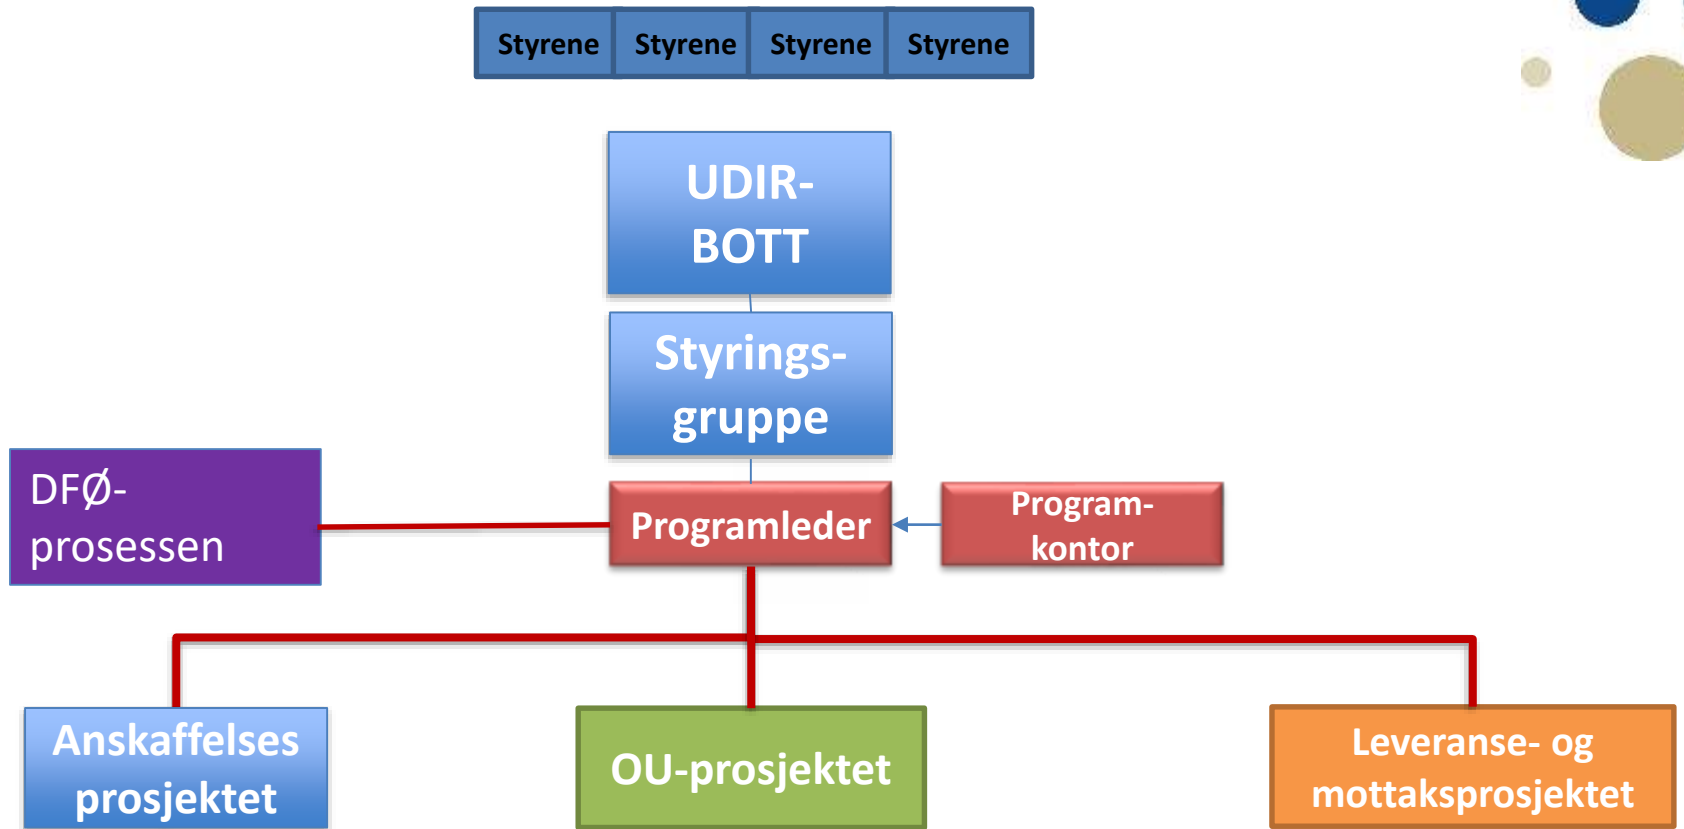 Styrene Styrene Styrene Styrene
UDIR-
BOTT
Styrings-
gruppe
DFØ-
prosessen
Programleder
Program-
kontor
Anskaffelses
prosjektet
OU-prosjektet
Leveranse- og
mottaksprosjektet